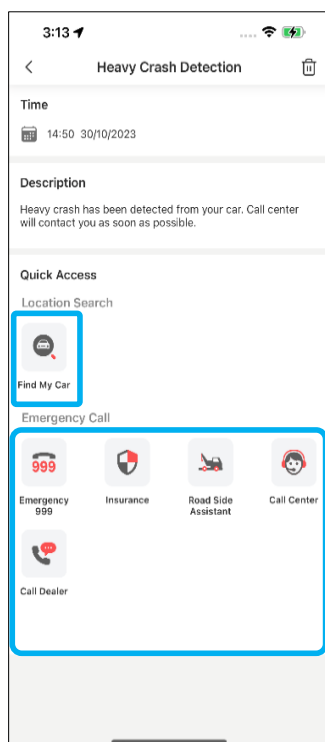 3:13
Heavy Crash Detection
Time
14:50 30/10/2023
Description
Heavy crash has been detected from your car. Call center
will contact you as soon as possible.
Quick Access
Location Search
Find My Car
Emergency Call
999
Emergency
999
Insurance
Road Side
Assistant
Call Center
Call Dealer